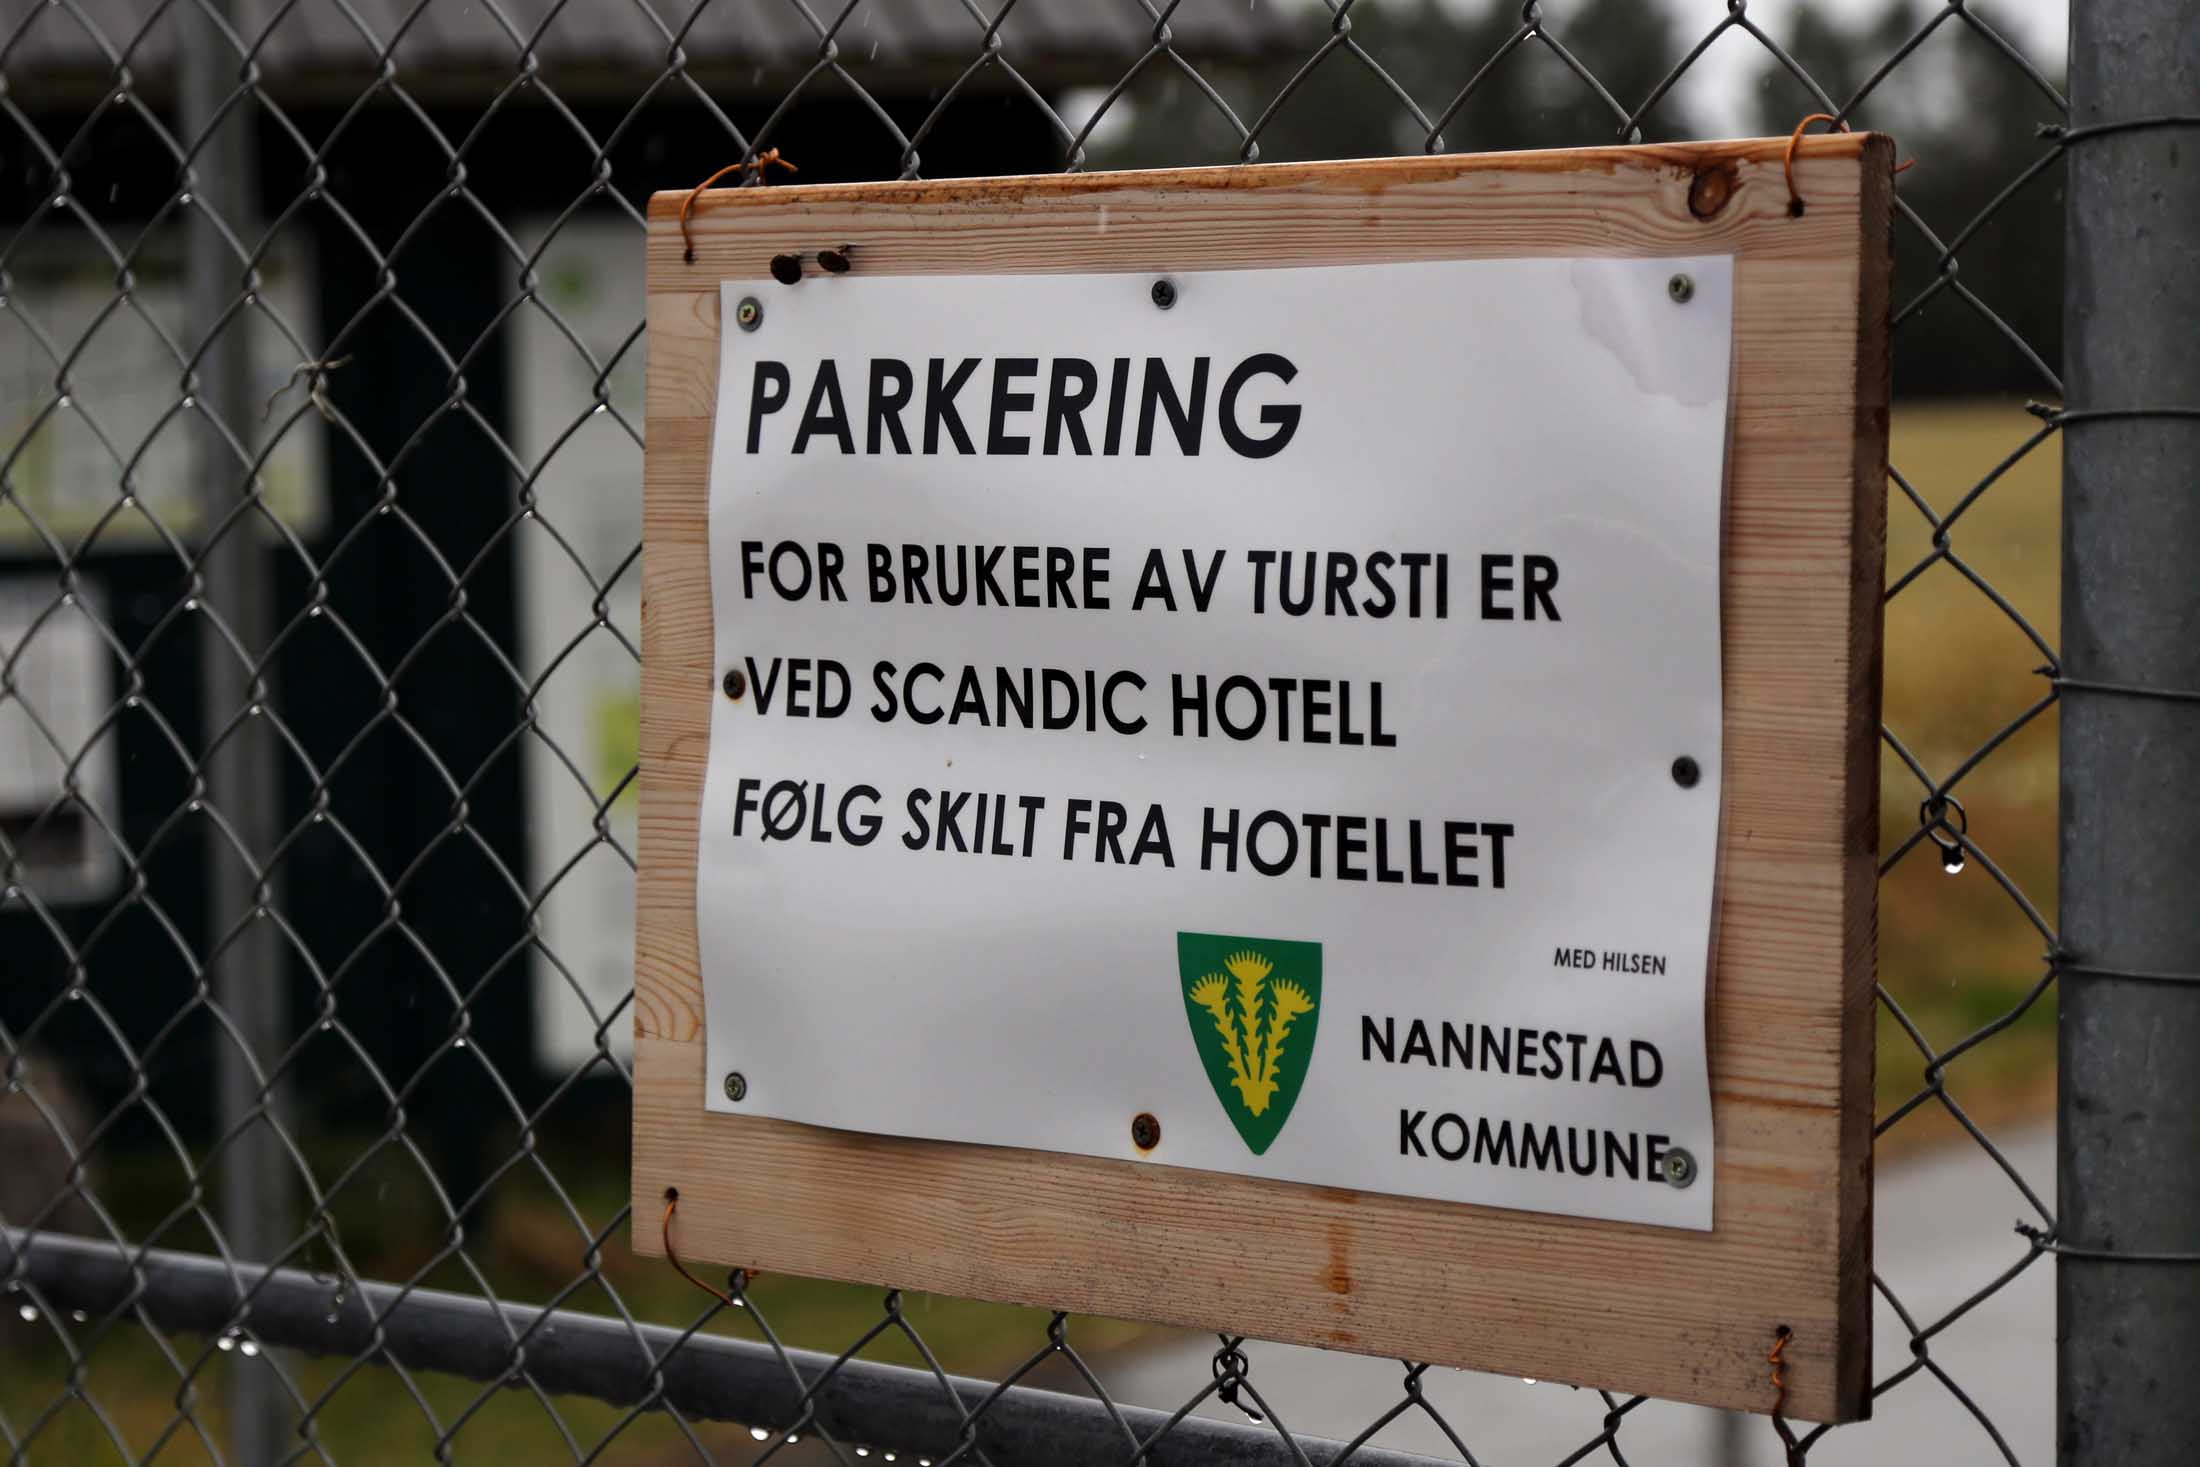 PARKERING
FOR BRUKERE AV TURSTI ER
VED SCANDIC HOTELL
FØLG SKILT FRA HOTELLET
MED HILSEN
NANNESTAD
KOMMUNE